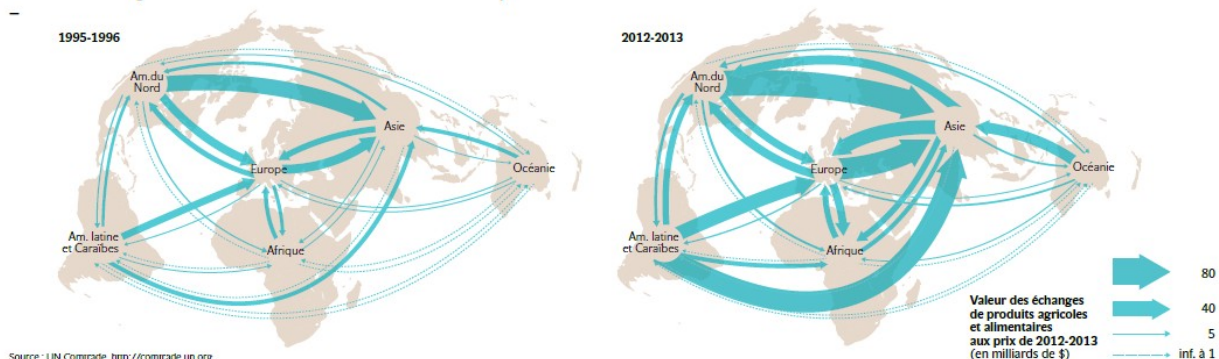 1995-1996
Am.du
Nord
Asie
Europe
Océanie
Am. latine
et Caraïbes
Afrique
Source : UN Comtrade, http://comtrade.un.org
2012-2013
Am.du
Nord
Asie
Europe
Océanie
Am. latine
et Caraïbes
Afrique
Valeur des échanges
de produits agricoles
et alimentaires
aux prix de 2012-2013
(en milliards de $)
80
40
5
inf. à 1